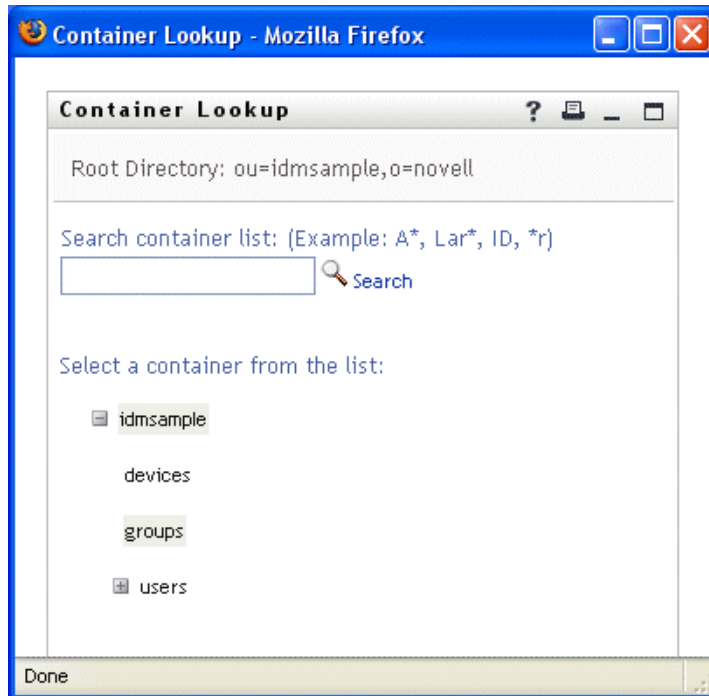 Container Lookup - Mozilla Firefox
Container Lookup
Root Directory: ou=idmsample,o=novell
Search container list: (Example: A*, Lar*, ID, *r)
Search
Select a container from the list:
idmsample
devices
groups
users
Done